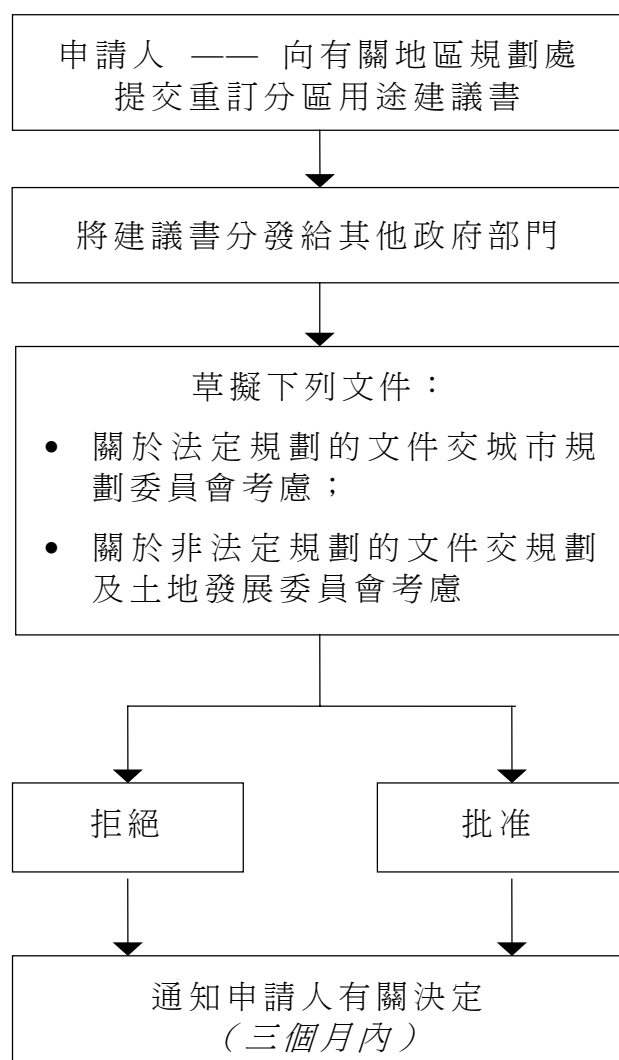 申請人 —— 向有關地區規劃處
提交重訂分區用途建議書
將建議書分發給其他政府部門
草擬下列文件：
• 關於法定規劃的文件交城市規
劃委員會考慮；
• 關於非法定規劃的文件交規劃
及土地發展委員會考慮
拒絕
批准
通知申請人有關決定
（三個月內）